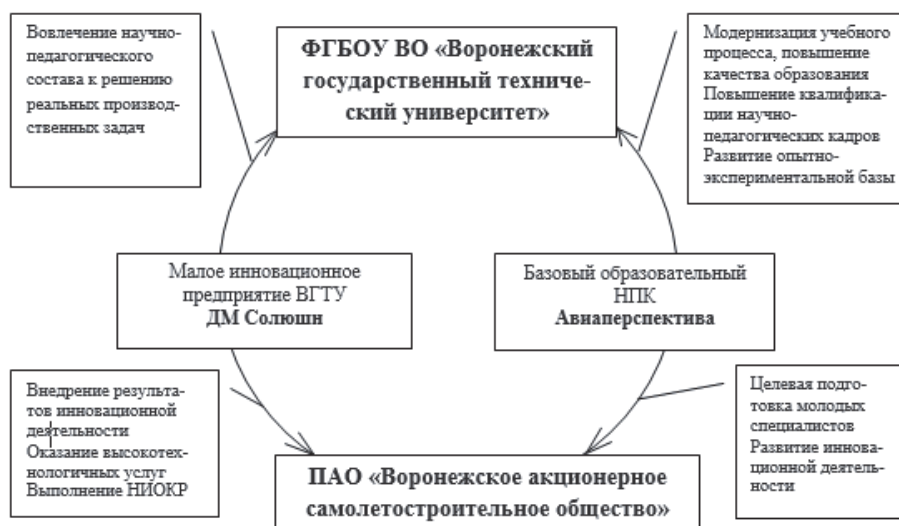 Вовлечение научно-
педагогического
состава к решению
реальных производ-
ственных задач
ФГБОУ ВО «Воронежский
государственный техниче-
ский университет»
Модернизация учебного
процесса, повышение
качества образования
Повышение квалифика-
ции научно-
педагогических кадров
Развитие опытно-
экспериментальной базы
Малое инновационное
предприятие ВГТУ
ДМ Солюшн
Базовый образовательный
НПК
Авиаперспектива
Внедрение результа-
тов инновационной
деятельности
Оказание высокотех-
нологичных услуг
Выполнение НИОКР
ПАО «Воронежское акционерное
самолетостроительное общество»
Целевая подго-
товка молодых
специалистов
Развитие иннова-
ционной деятель-
ности